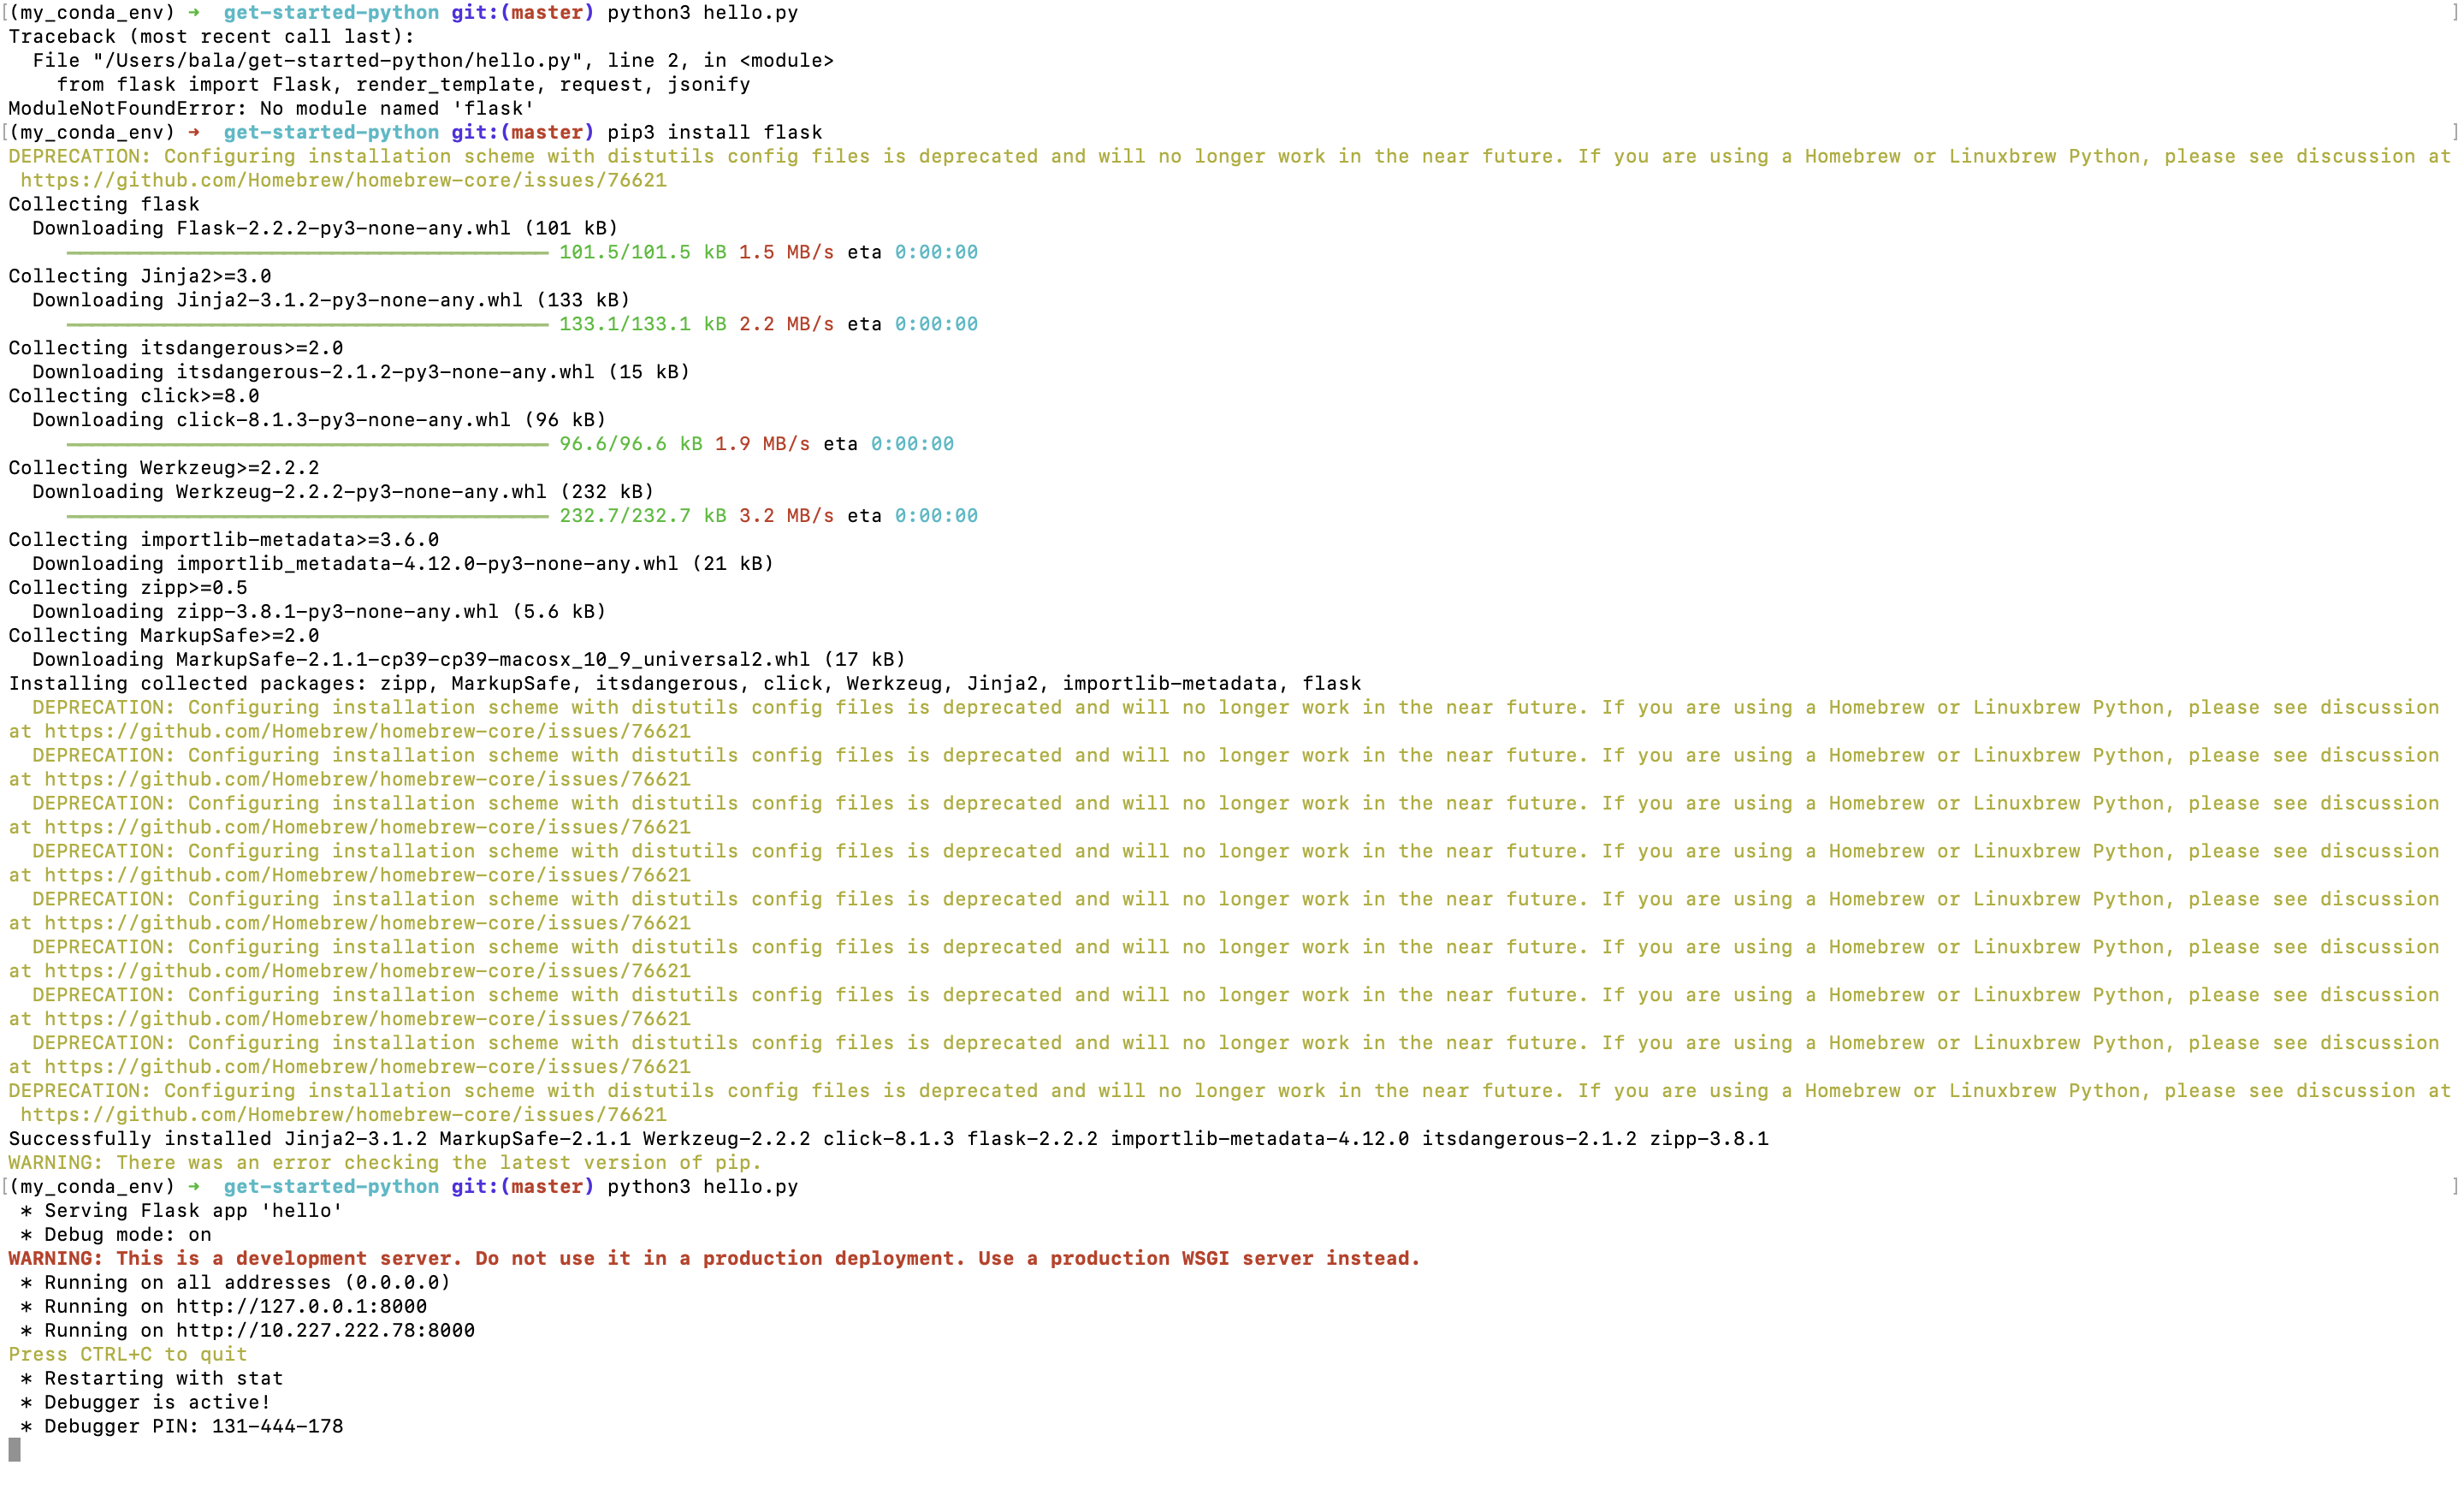 [(my_conda_env) ➜  get-started-python git:(master) python3 hello.py ]
Traceback (most recent call last):
  File "/Users/bala/get-started-python/hello.py", line 2, in <module>
    from flask import Flask, render_template, request, jsonify
ModuleNotFoundError: No module named 'flask'
[(my_conda_env) ➜  get-started-python git:(master) pip3 install flask ]
DEPRECATION: Configuring installation scheme with distutils config files is deprecated and will no longer work in the near future. If you are using a Homebrew or Linuxbrew Python, please see discussion at
 https://github.com/Homebrew/homebrew-core/issues/76621
Collecting flask
  Downloading Flask-2.2.2-py3-none-any.whl (101 kB)
     ━━━━━━━━━━━━━━━━━━━━━━━━━━━━━━━━━━━━━━━━ 101.5/101.5 kB 1.5 MB/s eta 0:00:00
Collecting Jinja2>=3.0
  Downloading Jinja2-3.1.2-py3-none-any.whl (133 kB)
     ━━━━━━━━━━━━━━━━━━━━━━━━━━━━━━━━━━━━━━━━ 133.1/133.1 kB 2.2 MB/s eta 0:00:00
Collecting itsdangerous>=2.0
  Downloading itsdangerous-2.1.2-py3-none-any.whl (15 kB)
Collecting click>=8.0
  Downloading click-8.1.3-py3-none-any.whl (96 kB)
     ━━━━━━━━━━━━━━━━━━━━━━━━━━━━━━━━━━━━━━━━ 96.6/96.6 kB 1.9 MB/s eta 0:00:00
Collecting Werkzeug>=2.2.2
  Downloading Werkzeug-2.2.2-py3-none-any.whl (232 kB)
     ━━━━━━━━━━━━━━━━━━━━━━━━━━━━━━━━━━━━━━━━ 232.7/232.7 kB 3.2 MB/s eta 0:00:00
Collecting importlib-metadata>=3.6.0
  Downloading importlib_metadata-4.12.0-py3-none-any.whl (21 kB)
Collecting zipp>=0.5
  Downloading zipp-3.8.1-py3-none-any.whl (5.6 kB)
Collecting MarkupSafe>=2.0
  Downloading MarkupSafe-2.1.1-cp39-cp39-macosx_10_9_universal2.whl (17 kB)
Installing collected packages: zipp, MarkupSafe, itsdangerous, click, Werkzeug, Jinja2, importlib-metadata, flask
  DEPRECATION: Configuring installation scheme with distutils config files is deprecated and will no longer work in the near future. If you are using a Homebrew or Linuxbrew Python, please see discussion
at https://github.com/Homebrew/homebrew-core/issues/76621
  DEPRECATION: Configuring installation scheme with distutils config files is deprecated and will no longer work in the near future. If you are using a Homebrew or Linuxbrew Python, please see discussion
at https://github.com/Homebrew/homebrew-core/issues/76621
  DEPRECATION: Configuring installation scheme with distutils config files is deprecated and will no longer work in the near future. If you are using a Homebrew or Linuxbrew Python, please see discussion
at https://github.com/Homebrew/homebrew-core/issues/76621
  DEPRECATION: Configuring installation scheme with distutils config files is deprecated and will no longer work in the near future. If you are using a Homebrew or Linuxbrew Python, please see discussion
at https://github.com/Homebrew/homebrew-core/issues/76621
  DEPRECATION: Configuring installation scheme with distutils config files is deprecated and will no longer work in the near future. If you are using a Homebrew or Linuxbrew Python, please see discussion
at https://github.com/Homebrew/homebrew-core/issues/76621
  DEPRECATION: Configuring installation scheme with distutils config files is deprecated and will no longer work in the near future. If you are using a Homebrew or Linuxbrew Python, please see discussion
at https://github.com/Homebrew/homebrew-core/issues/76621
  DEPRECATION: Configuring installation scheme with distutils config files is deprecated and will no longer work in the near future. If you are using a Homebrew or Linuxbrew Python, please see discussion
at https://github.com/Homebrew/homebrew-core/issues/76621
  DEPRECATION: Configuring installation scheme with distutils config files is deprecated and will no longer work in the near future. If you are using a Homebrew or Linuxbrew Python, please see discussion
at https://github.com/Homebrew/homebrew-core/issues/76621
DEPRECATION: Configuring installation scheme with distutils config files is deprecated and will no longer work in the near future. If you are using a Homebrew or Linuxbrew Python, please see discussion at
 https://github.com/Homebrew/homebrew-core/issues/76621
Successfully installed Jinja2-3.1.2 MarkupSafe-2.1.1 Werkzeug-2.2.2 click-8.1.3 flask-2.2.2 importlib-metadata-4.12.0 itsdangerous-2.1.2 zipp-3.8.1
WARNING: There was an error checking the latest version of pip.
[(my_conda_env) ➜  get-started-python git:(master) python3 hello.py ]
 * Serving Flask app 'hello'
 * Debug mode: on
WARNING: This is a development server. Do not use it in a production deployment. Use a production WSGI server instead.
 * Running on all addresses (0.0.0.0)
 * Running on http://127.0.0.1:8000
 * Running on http://10.227.222.78:8000
Press CTRL+C to quit
 * Restarting with stat
 * Debugger is active!
 * Debugger PIN: 131-444-178